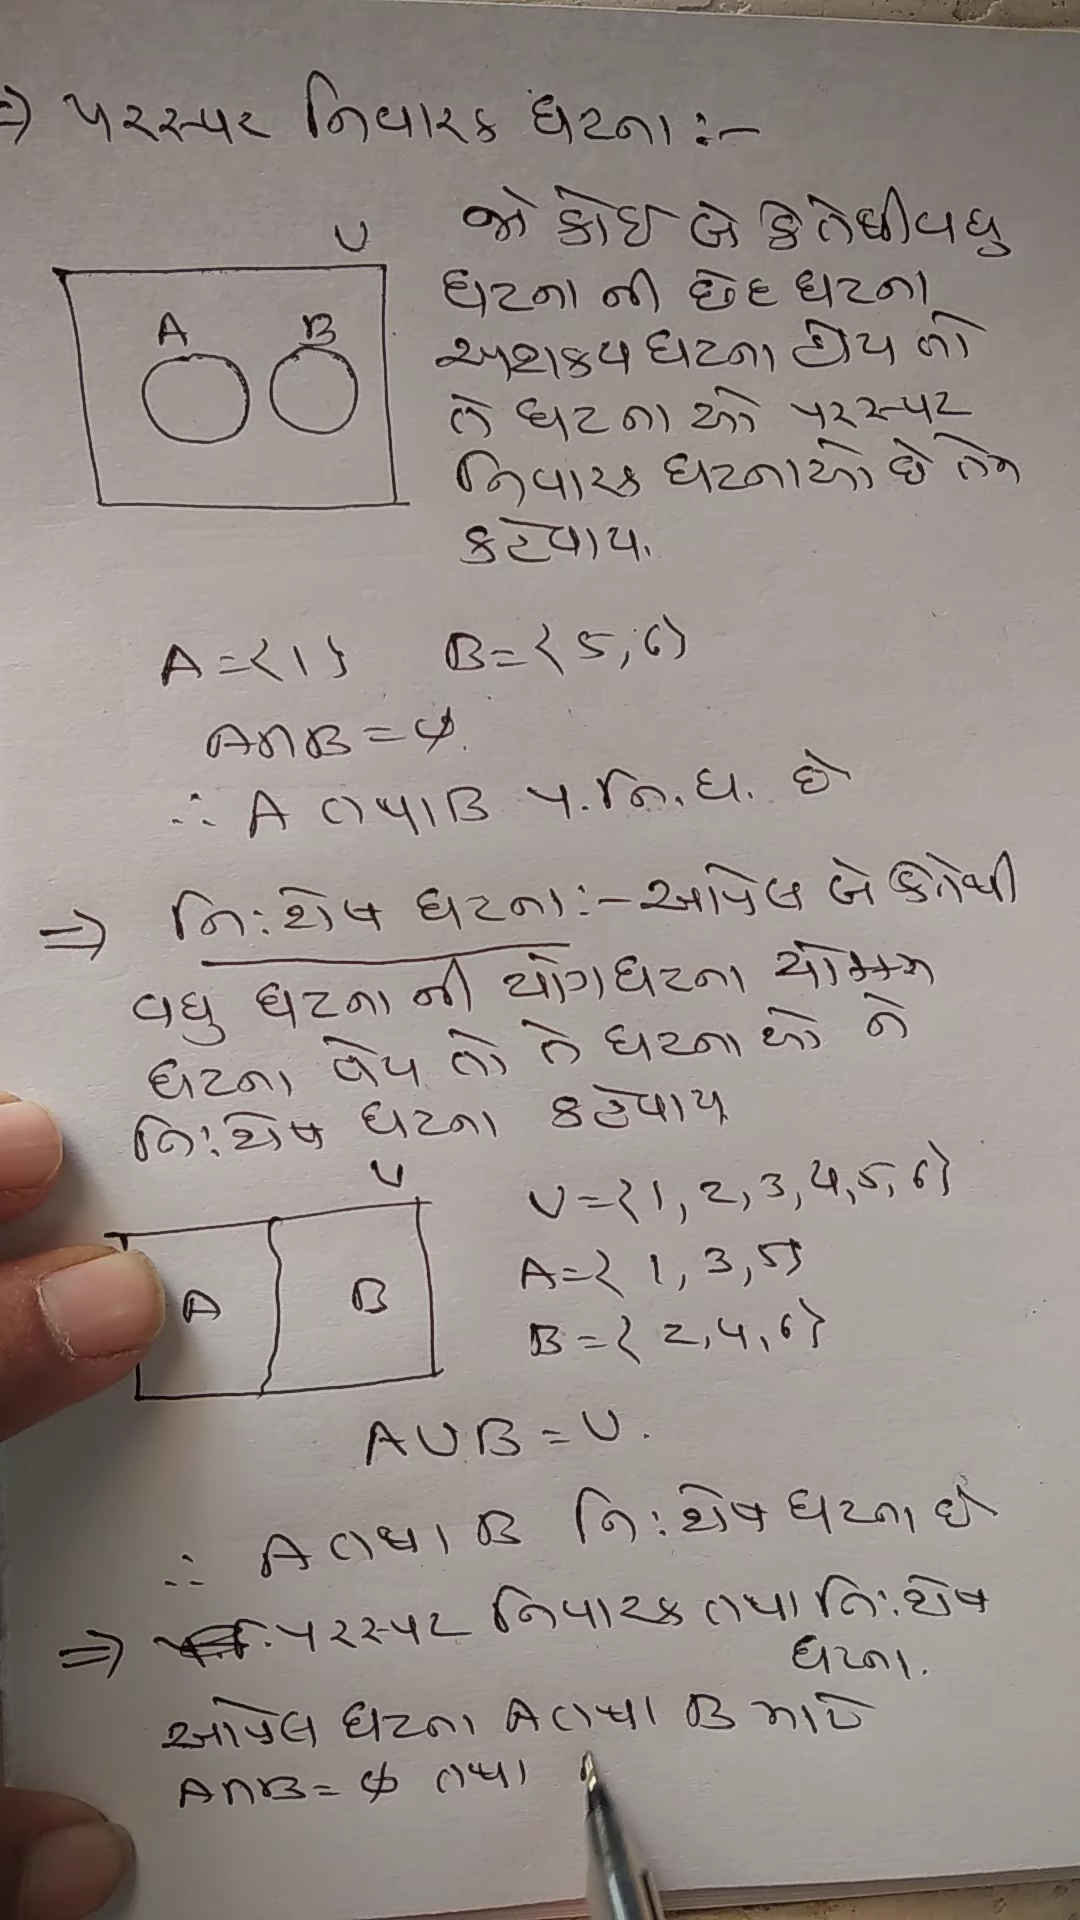 ⇒ પરસ્પર નિવારક ઘટના :-
U
A B
જો કોઈ બે કે તેથી વધુ
ઘટના ની છેદ ઘટના
અશક્ય ઘટના હોય તો
તે ઘટના ઓ પરસ્પર
નિવારક ઘટનાઓ છે તેમ
કહેવાય.
A={1} B={5,6}
A∩B=φ.
∴ A તથા B પ.નિ.ઘ. છે
⇒ નિ:શેષ ઘટના:- આપેલ બે કે તેથી
વધુ ઘટના ની યોગ ઘટના
ઘટના હોય તો તે ઘટના ઓ ને
નિ:શેષ ઘટના કહેવાય
U
A B
U={1,2,3,4,5,6}
A={1,3,5}
B={2,4,6}
A∪B=U.
∴ A તથા B નિ:શેષ ઘટના છે
⇒ પરસ્પર નિવારક તથા નિ:શેષ
ઘટના.
આપેલ ઘટના A તથા B માટે
A∩B=φ તથા